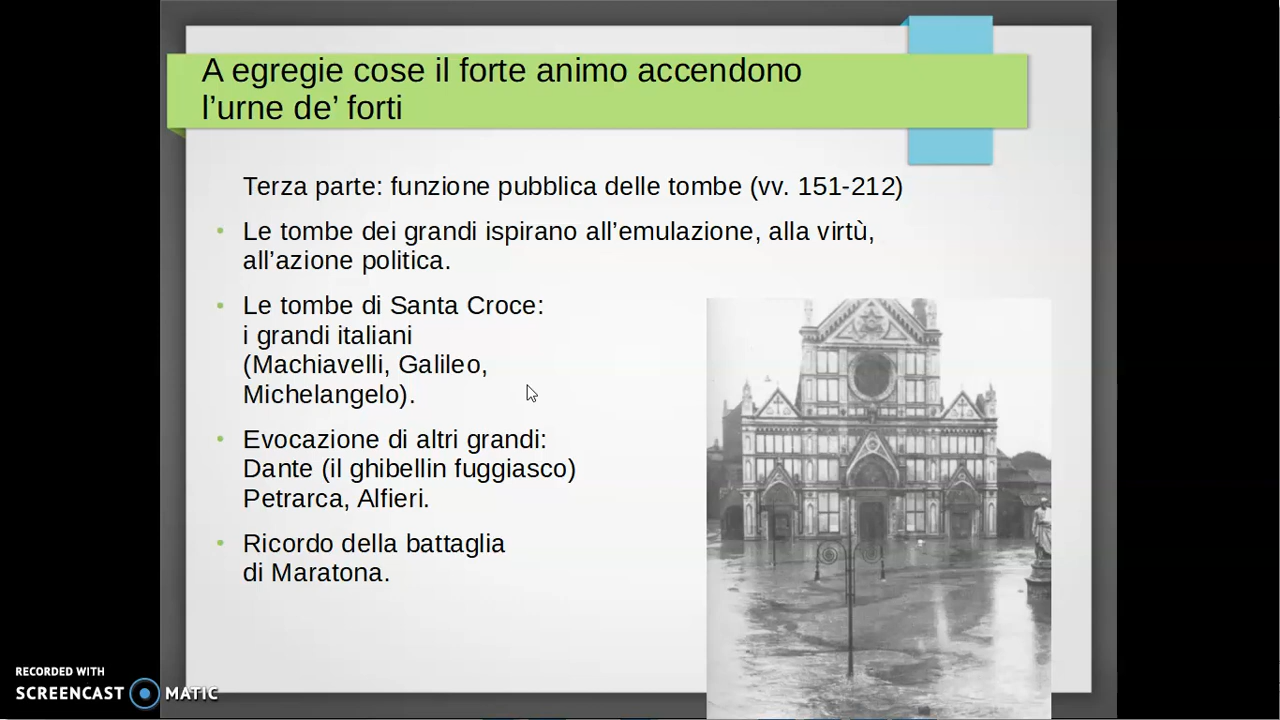 A egregie cose il forte animo accendono
l’urne de’ forti
Terza parte: funzione pubblica delle tombe (vv. 151-212)
Le tombe dei grandi ispirano all’emulazione, alla virtù,
all’azione politica.
Le tombe di Santa Croce:
i grandi italiani
(Machiavelli, Galileo,
Michelangelo).
Evocazione di altri grandi:
Dante (il ghibellin fuggiasco)
Petrarca, Alfieri.
Ricordo della battaglia
di Maratona.
RECORDED WITH
SCREENCAST MATIC